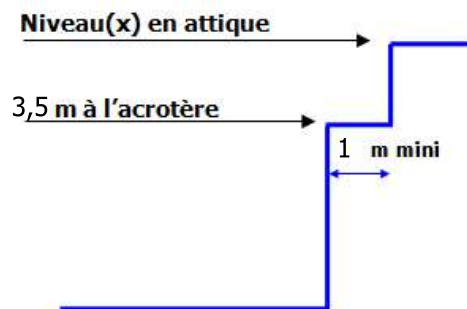 Niveau(x) en attique
3,5 m à l'acrotère
1 m mini